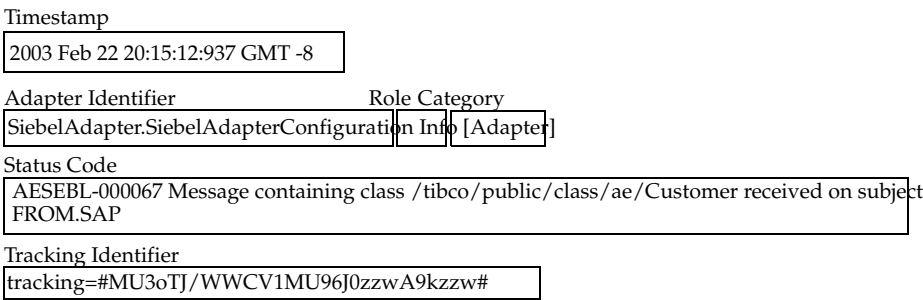 Timestamp
2003 Feb 22 20:15:12:937 GMT -8
Adapter Identifier Role Category
SiebelAdapter.SiebelAdapterConfiguration Info [Adapter]
Status Code
AESEBL-000067 Message containing class /tibco/public/class/ae/Customer received on subject
FROM.SAP
Tracking Identifier
tracking=#MU3oTJ/WWCV1MU96J0zzwA9kzzw#